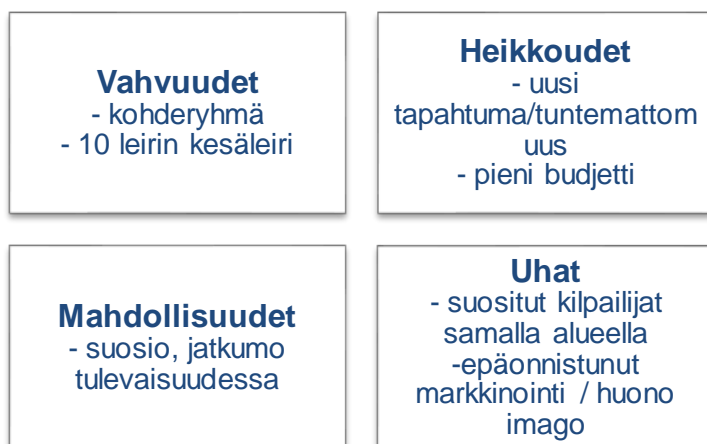 Vahvuudet
- kohderyhmä
- 10 leirin kesäleiri
Heikkoudet
- uusi
tapahtuma/tuntemattom
uus
- pieni budjetti
Mahdollisuudet
- suosio, jatkumo
tulevaisuudessa
Uhat
- suositut kilpailijat
samalla alueella
-epäonnistunut
markkinointi / huono
imago